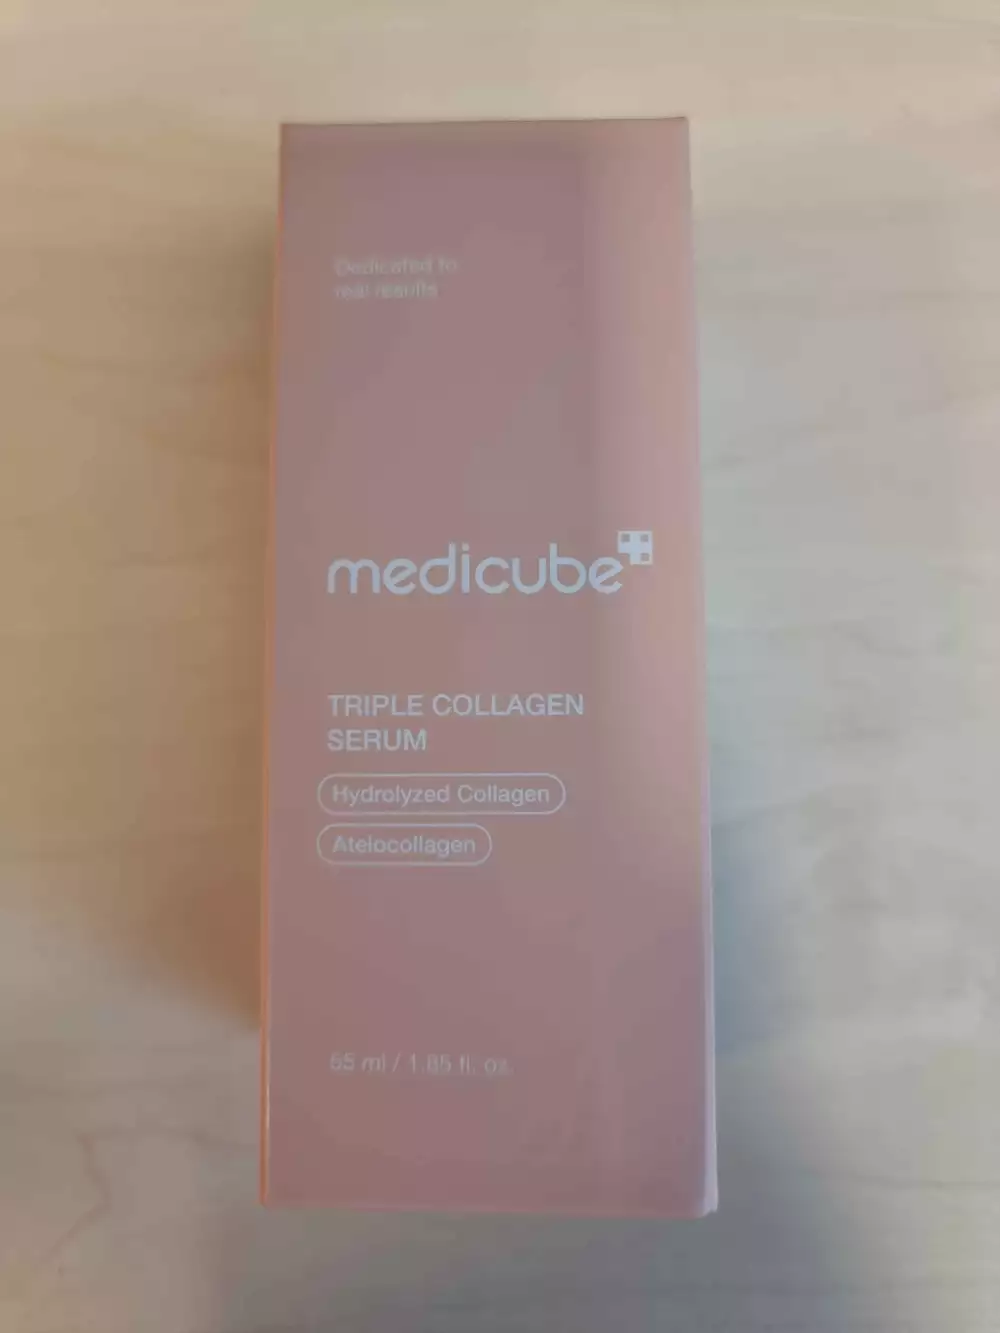 Dedicated to
real results
medicube
TRIPLE COLLAGEN
SERUM
Hydrolyzed Collagen
Atelocollagen
55 ml / 1.85 fl. oz.